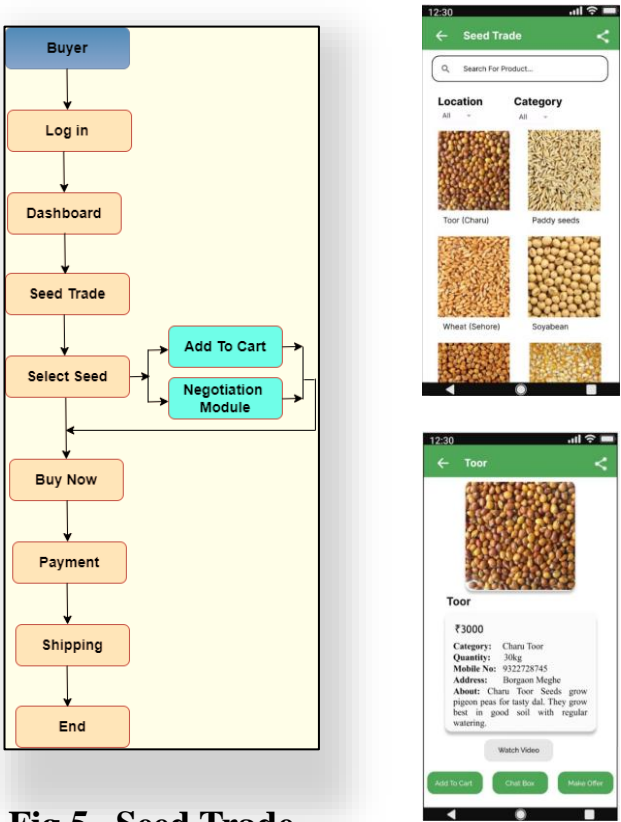 Buyer
Log in
Dashboard
Seed Trade
Select Seed
Add To Cart
Negotiation
Module
Buy Now
Payment
Shipping
End
Fig 5. Seed Trade
12:30
Seed Trade
Search For Product...
Location Category
All All
Toor (Charu) Paddy seeds
Wheat (Sehore) Soyabean
12:30
Toor
Toor
₹3000
Category: Charu Toor
Quantity: 30kg
Mobile No: 9322728745
Address: Borgaon Meghe
About: Charu Toor Seeds grow
pigeon peas for tasty dal. They grow
best in good soil with regular
watering.
Watch Video
Add To Cart Chat Box Make Offer